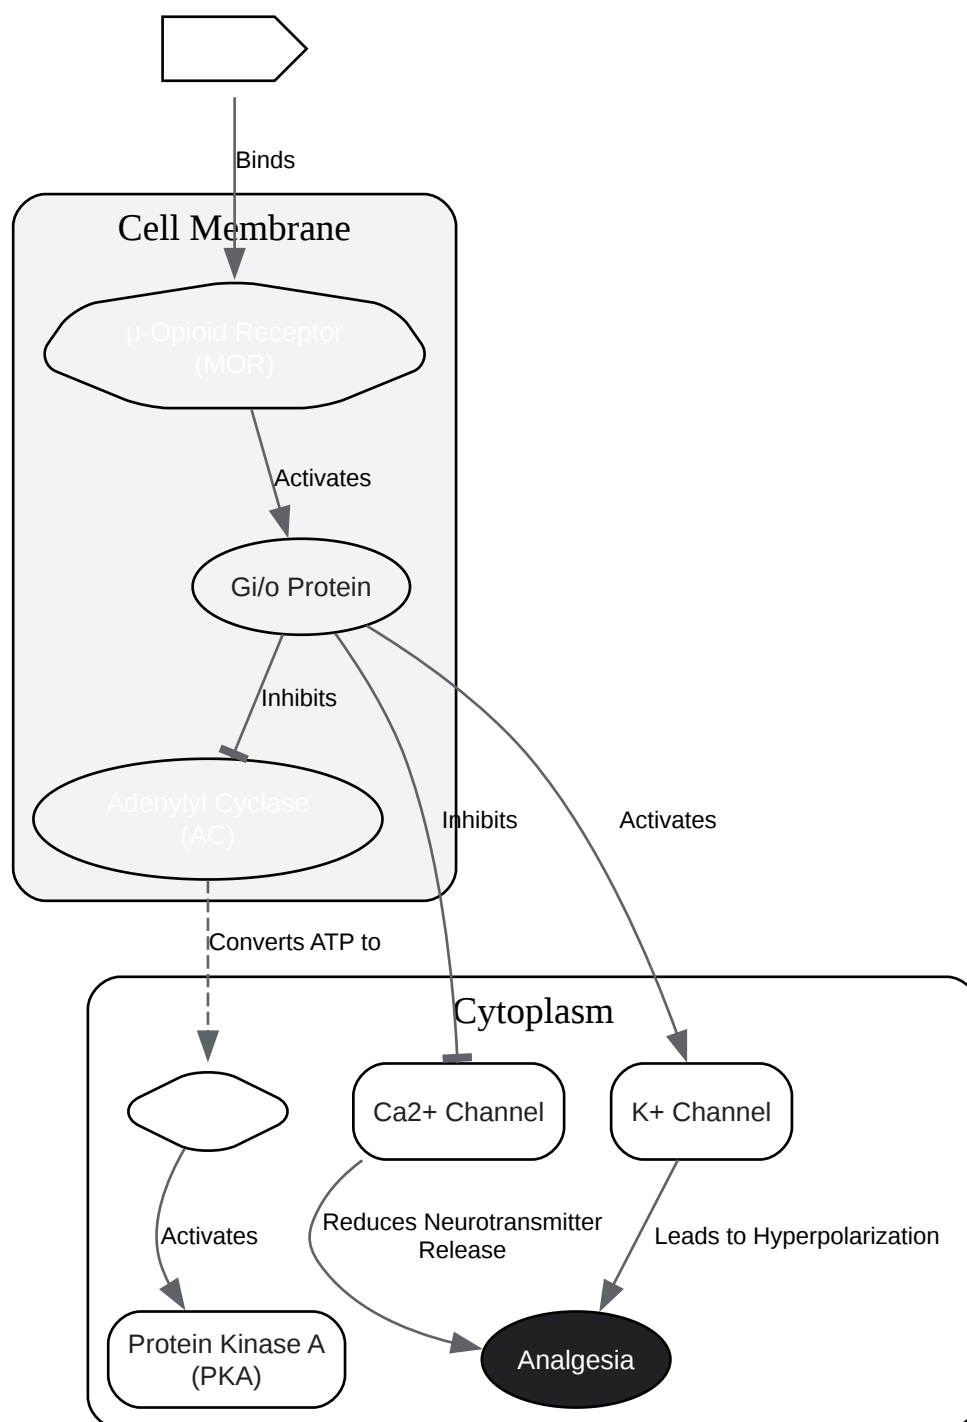 Binds
Cell Membrane
μ-Opioid Receptor
(MOR)
Activates
Gi/o Protein
Inhibits
Adenylyl Cyclase
(AC)
Inhibits
Activates
Converts ATP to
Cytoplasm
Ca2+ Channel
K+ Channel
Activates
Reduces Neurotransmitter
Release
Leads to Hyperpolarization
Protein Kinase A
(PKA)
Analgesia